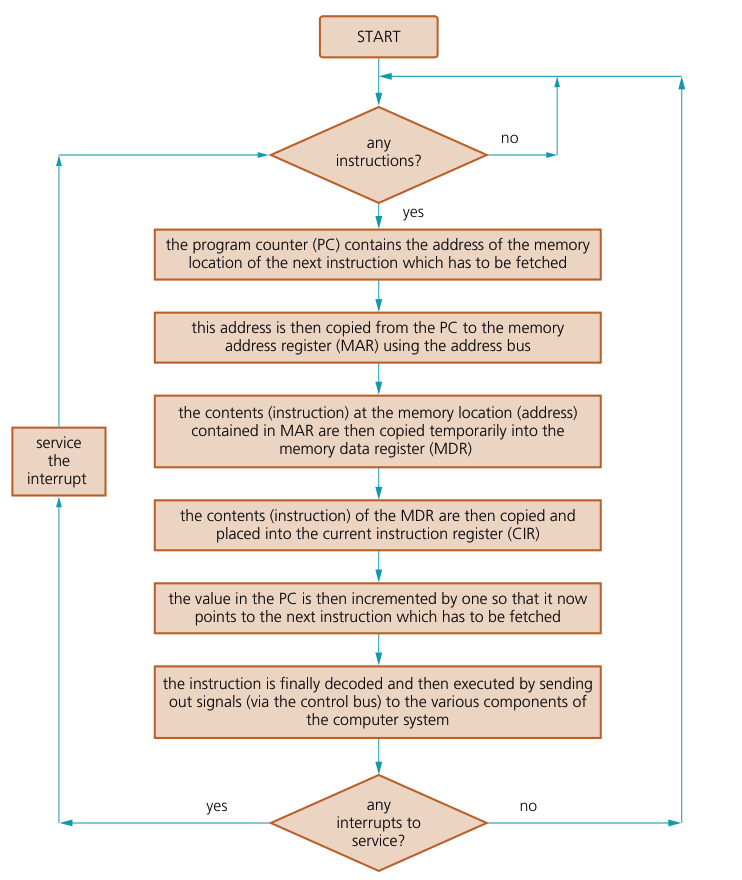 START
any
instructions?
no
yes
the program counter (PC) contains the address of the memory
location of the next instruction which has to be fetched
this address is then copied from the PC to the memory
address register (MAR) using the address bus
the contents (instruction) at the memory location (address)
contained in MAR are then copied temporarily into the
memory data register (MDR)
service
the
interrupt
the contents (instruction) of the MDR are then copied and
placed into the current instruction register (CIR)
the value in the PC is then incremented by one so that it now
points to the next instruction which has to be fetched
the instruction is finally decoded and then executed by sending
out signals (via the control bus) to the various components of
the computer system
yes
any
interrupts to
service?
no